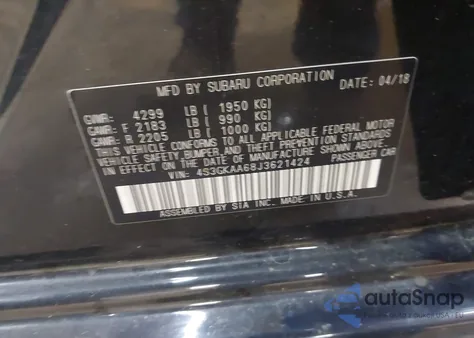 MFD BY SUBARU CORPORATION DATE: 04/18
GVWR: 4299 LB( 1950 KG)
GAWR: F 2183 LB( 990 KG)
GAWR: R 2205 LB( 1000 KG)
THIS VEHICLE CONFORMS TO ALL APPLICABLE FEDERAL MOTOR
VEHICLE SAFETY,BUMPER,AND THEFT PREVENTION STANDARDS
IN EFFECT ON THE DATE OF MANUFACTURE SHOWN ABOVE.
VIN: 4S3GKAA68J3621424 PASSENGER CAR
ASSEMBLED BY SIA INC. MADE IN U.S.A.
autoSnap